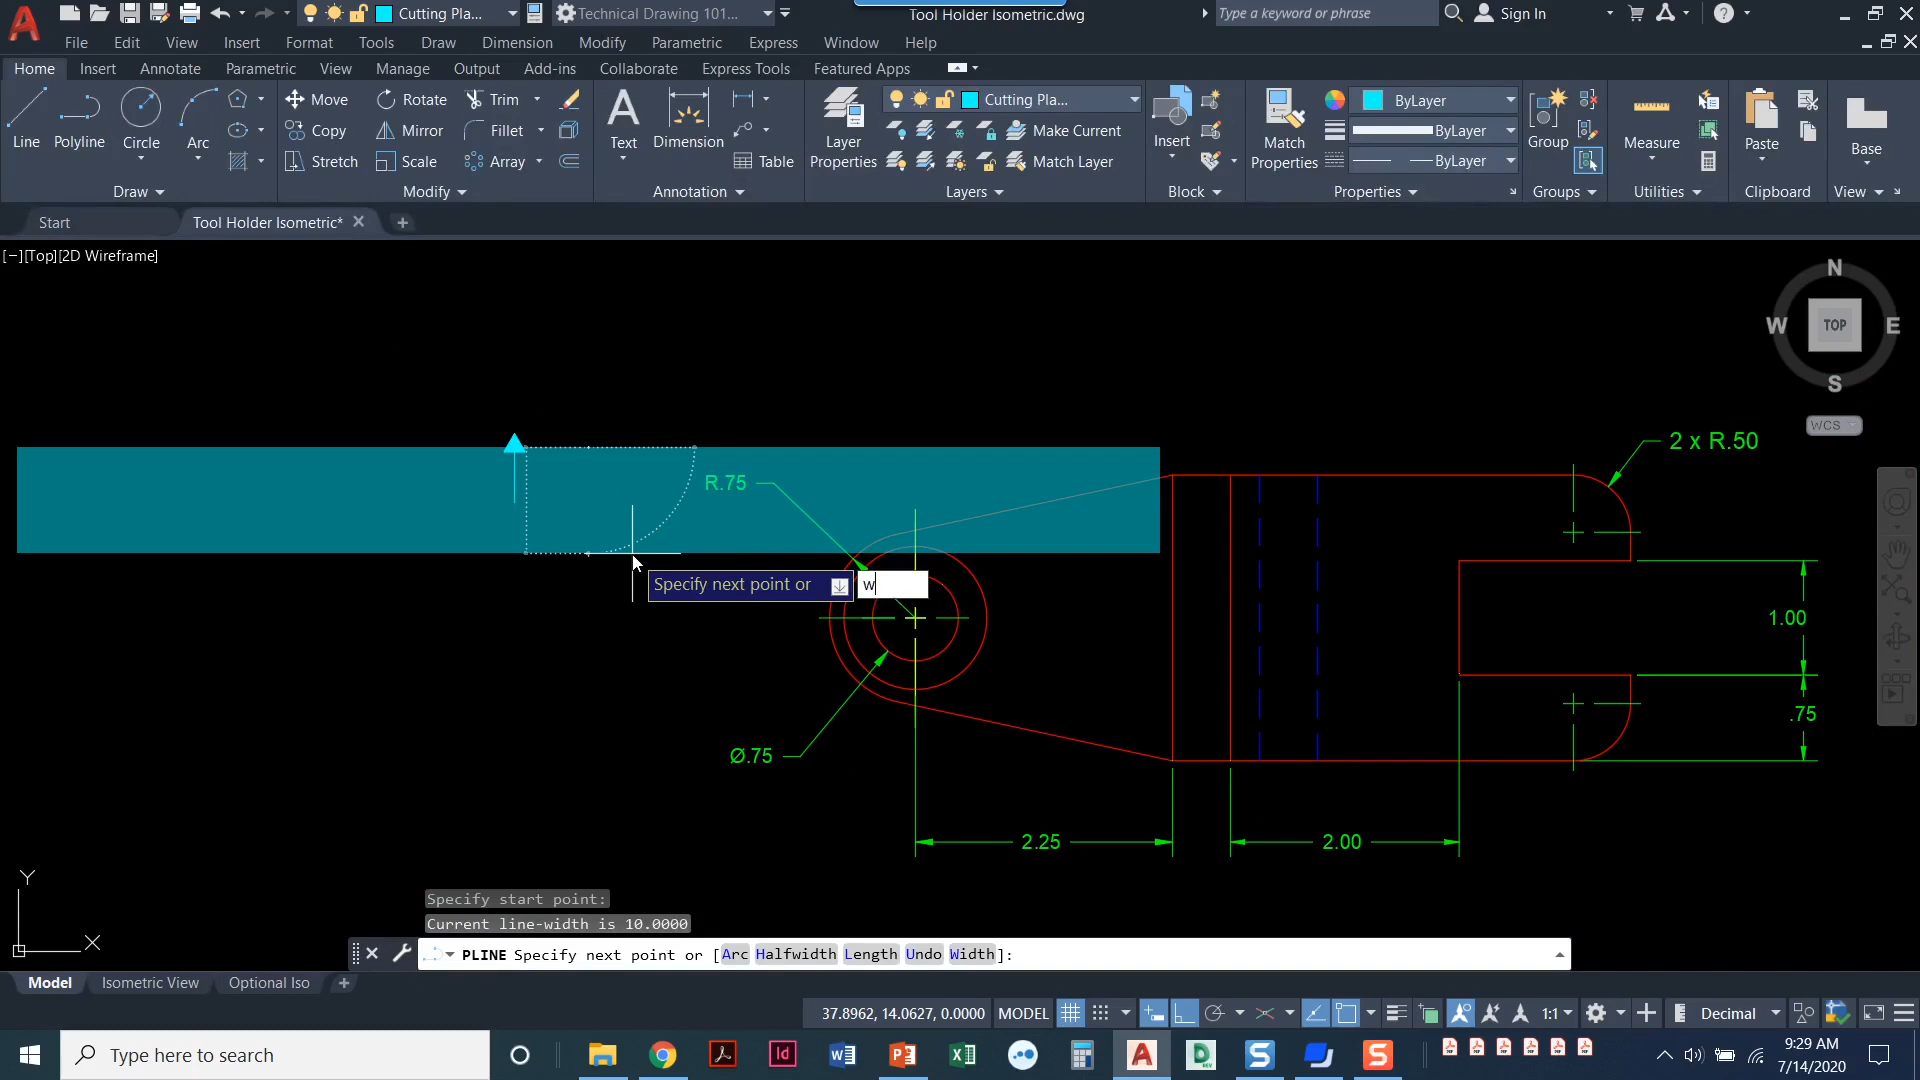 Cutting Pla...
Technical Drawing 101...
Tool Holder Isometric.dwg
Type a keyword or phrase
Sign In
File Edit View Insert Format Tools Draw Dimension Modify Parametric Express Window Help
Home Insert Annotate Parametric View Manage Output Add-ins Collaborate Express Tools Featured Apps
Line Polyline Circle Arc
Move Rotate Trim
Copy Mirror Fillet
Stretch Scale Array
Text Dimension Table
Layer Properties
Cutting Pla...
Make Current
Match Layer
Insert
Match Properties
ByLayer
ByLayer
ByLayer
Group
Measure
Paste
Base
Draw Modify Annotation Layers Block Properties Groups Utilities Clipboard View
Start Tool Holder Isometric*
[−][Top][2D Wireframe]
N
W TOP E
S
WCS
2 x R.50
R.75
Specify next point or w
1.00
.75
Ø.75
2.25
2.00
Y
X
Specify start point:
Current line-width is 10.0000
PLINE Specify next point or [Arc Halfwidth Length Undo Width]:
Model Isometric View Optional Iso
37.8962, 14.0627, 0.0000 MODEL 1:1 Decimal
Type here to search
9:29 AM
7/14/2020